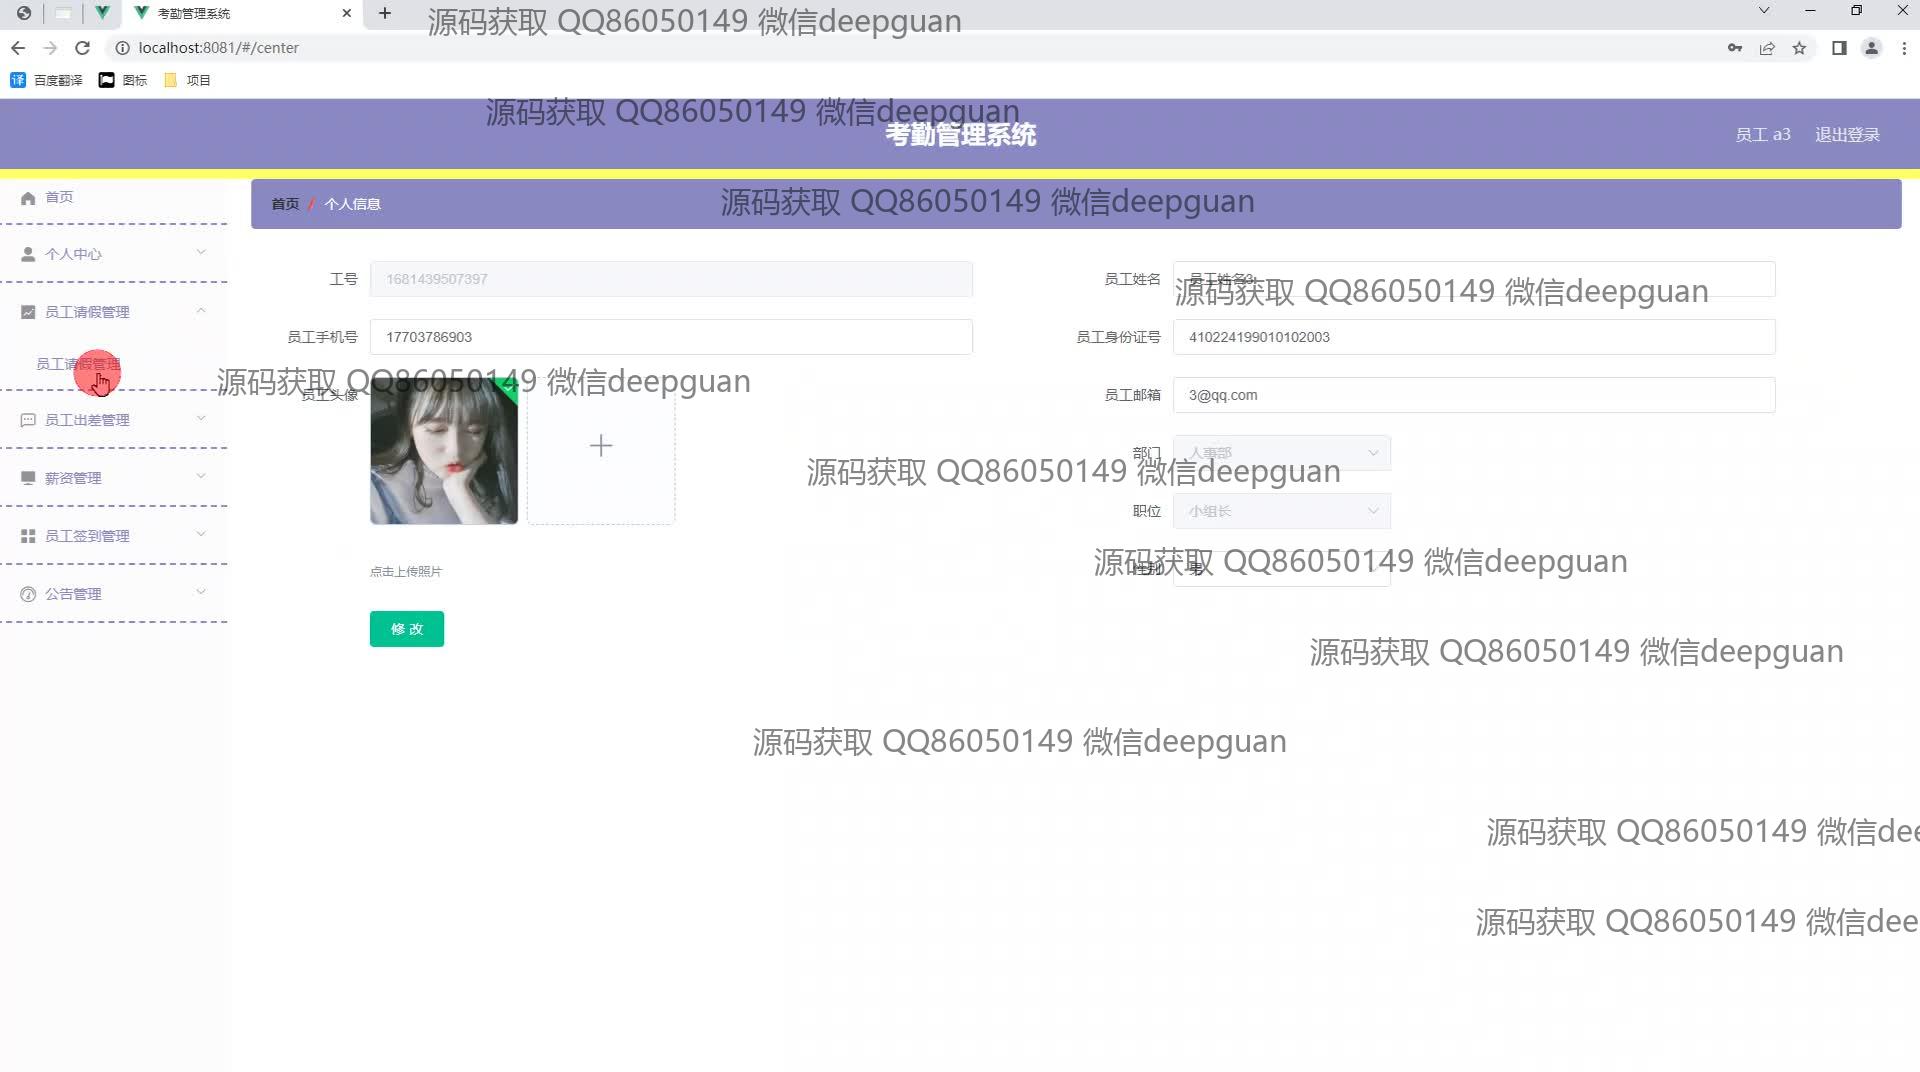 考勤管理系统
源码获取 QQ86050149 微信deepguan
localhost:8081/#/center
百度翻译 图标 项目
源码获取 QQ86050149 微信deepguan
考勤管理系统
员工 a3 退出登录
首页
首页 / 个人信息
源码获取 QQ86050149 微信deepguan
个人中心
工号 1681439507397
员工姓名 员工姓名3
源码获取 QQ86050149 微信deepguan
员工请假管理
员工手机号 17703786903
员工身份证号 410224199010102003
员工请假管理
源码获取 QQ86050149 微信deepguan
员工头像
员工邮箱 3@qq.com
员工出差管理
部门 人事部
源码获取 QQ86050149 微信deepguan
薪资管理
职位 小组长
员工签到管理
源码获取 QQ86050149 微信deepguan
性别 男
点击上传照片
公告管理
修 改
源码获取 QQ86050149 微信deepguan
源码获取 QQ86050149 微信deepguan
源码获取 QQ86050149 微信dee
源码获取 QQ86050149 微信dee